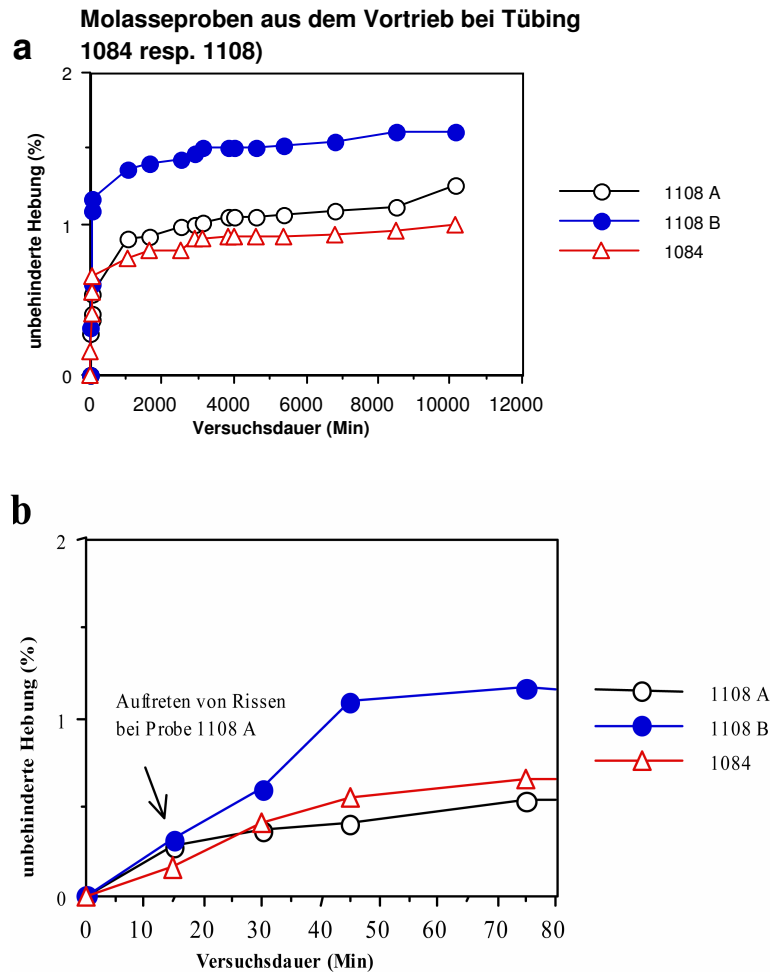 Molasseproben aus dem Vortrieb bei Tübing
1084 resp. 1108)
a
2
1
0
unbehinderte Hebung (%)
0 2000 4000 6000 8000 10000 12000
Versuchsdauer (Min)
1108 A
1108 B
1084
b
2
1
0
unbehinderte Hebung (%)
Auftreten von Rissen
bei Probe 1108 A
0 10 20 30 40 50 60 70 80
Versuchsdauer (Min)
1108 A
1108 B
1084